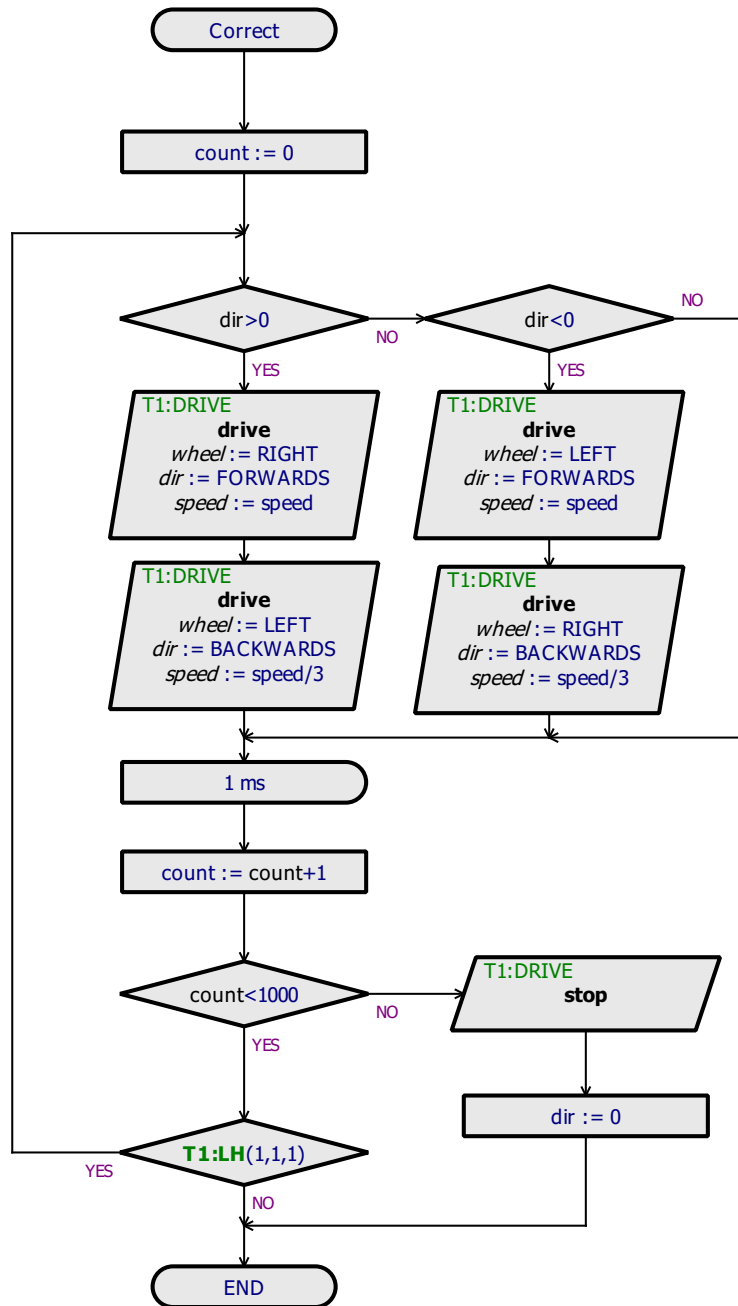 Correct
count := 0
dir>0
NO
dir<0
NO
YES
YES
T1:DRIVE
drive
wheel := RIGHT
dir := FORWARDS
speed := speed
T1:DRIVE
drive
wheel := LEFT
dir := FORWARDS
speed := speed
T1:DRIVE
drive
wheel := LEFT
dir := BACKWARDS
speed := speed/3
T1:DRIVE
drive
wheel := RIGHT
dir := BACKWARDS
speed := speed/3
1 ms
count := count+1
count<1000
NO
YES
T1:DRIVE
stop
dir := 0
T1:LH(1,1,1)
YES
NO
END